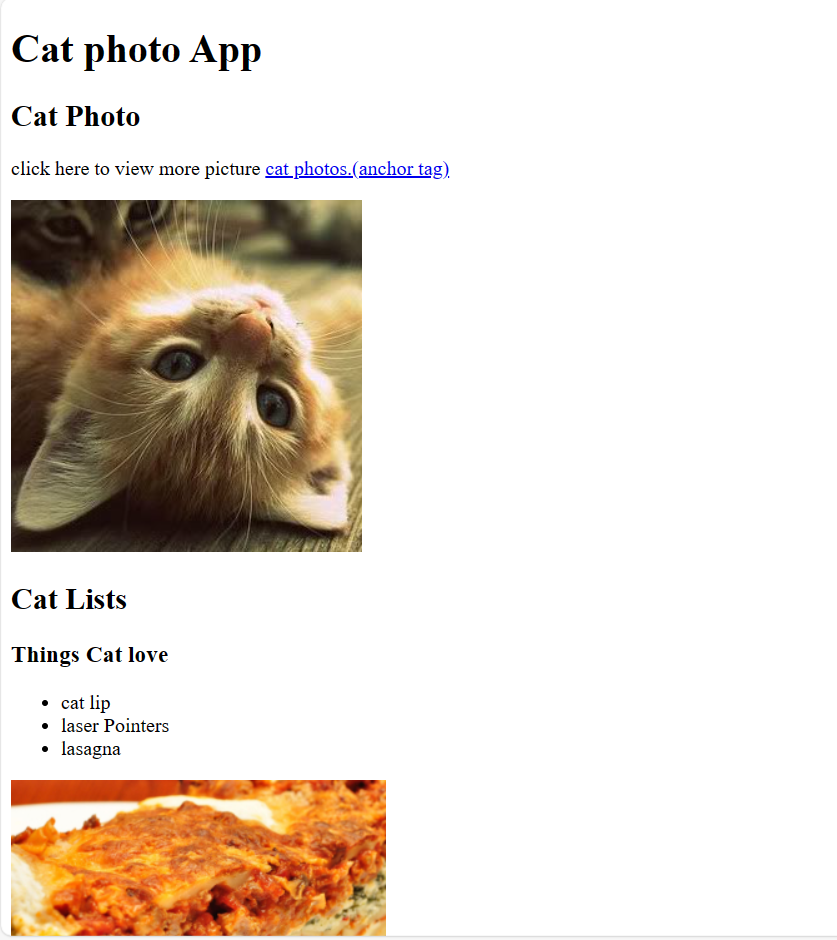 Cat photo App
Cat Photo
click here to view more picture cat photos.(anchor tag)
Cat Lists
Things Cat love
cat lip
laser Pointers
lasagna